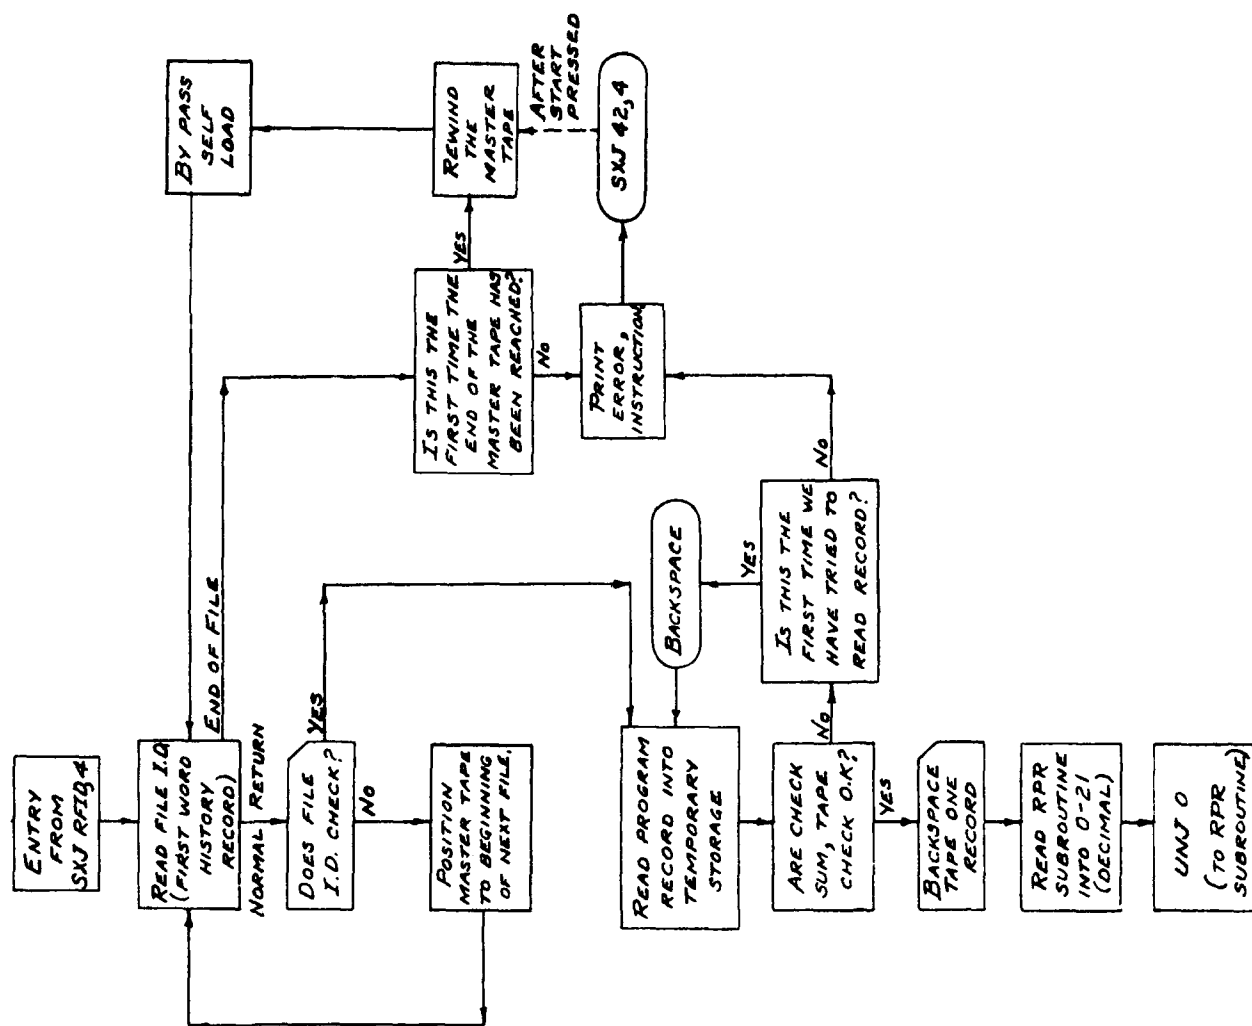 ENTRY
FROM
SXJ RFID,4
READ FILE I.D.
(FIRST WORD
HISTORY
RECORD)
END OF FILE
NORMAL RETURN
DOES FILE
I.D. CHECK?
YES
NO
POSITION
MASTER TAPE
TO BEGINNING
OF NEXT FILE.
BY PASS
SELF
LOAD
REWIND
THE
MASTER
TAPE
AFTER
START
PRESSED
SXJ 42,4
IS THIS THE
FIRST TIME THE
END OF THE
MASTER TAPE HAS
BEEN REACHED?
YES
NO
PRINT
ERROR,
INSTRUCTION
BACKSPACE
YES
IS THIS THE
FIRST TIME WE
HAVE TRIED TO
READ RECORD?
NO
READ PROGRAM
RECORD INTO
TEMPORARY
STORAGE
ARE CHECK
SUM, TAPE
CHECK O.K?
NO
YES
BACKSPACE
TAPE ONE
RECORD
READ RPR
SUBROUTINE
INTO 0-21
(DECIMAL)
UNJ 0
(TO RPR
SUBROUTINE)